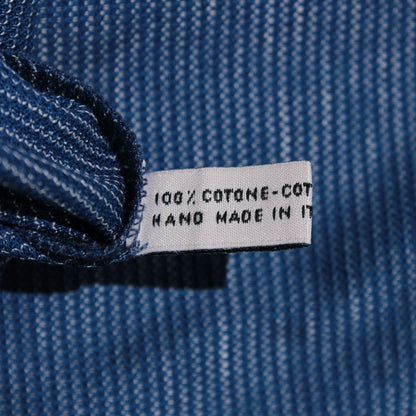 100% COTONE-COT
HAND MADE IN IT